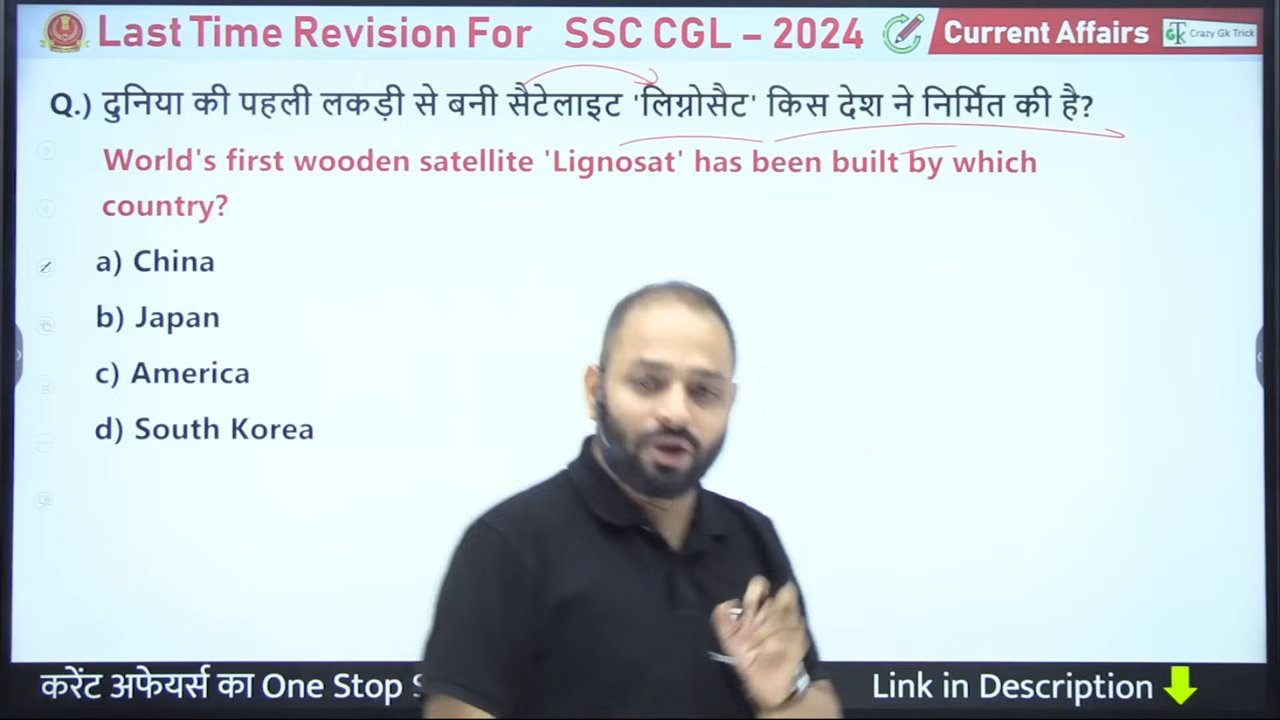 Last Time Revision For SSC CGL – 2024
Current Affairs
Crazy Gk Trick
Q.) दुनिया की पहली लकड़ी से बनी सैटेलाइट 'लिग्नोसैट' किस देश ने निर्मित की है?
World's first wooden satellite 'Lignosat' has been built by which
country?
a) China
b) Japan
c) America
d) South Korea
करेंट अफेयर्स का One Stop
Link in Description